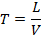 T = L/V